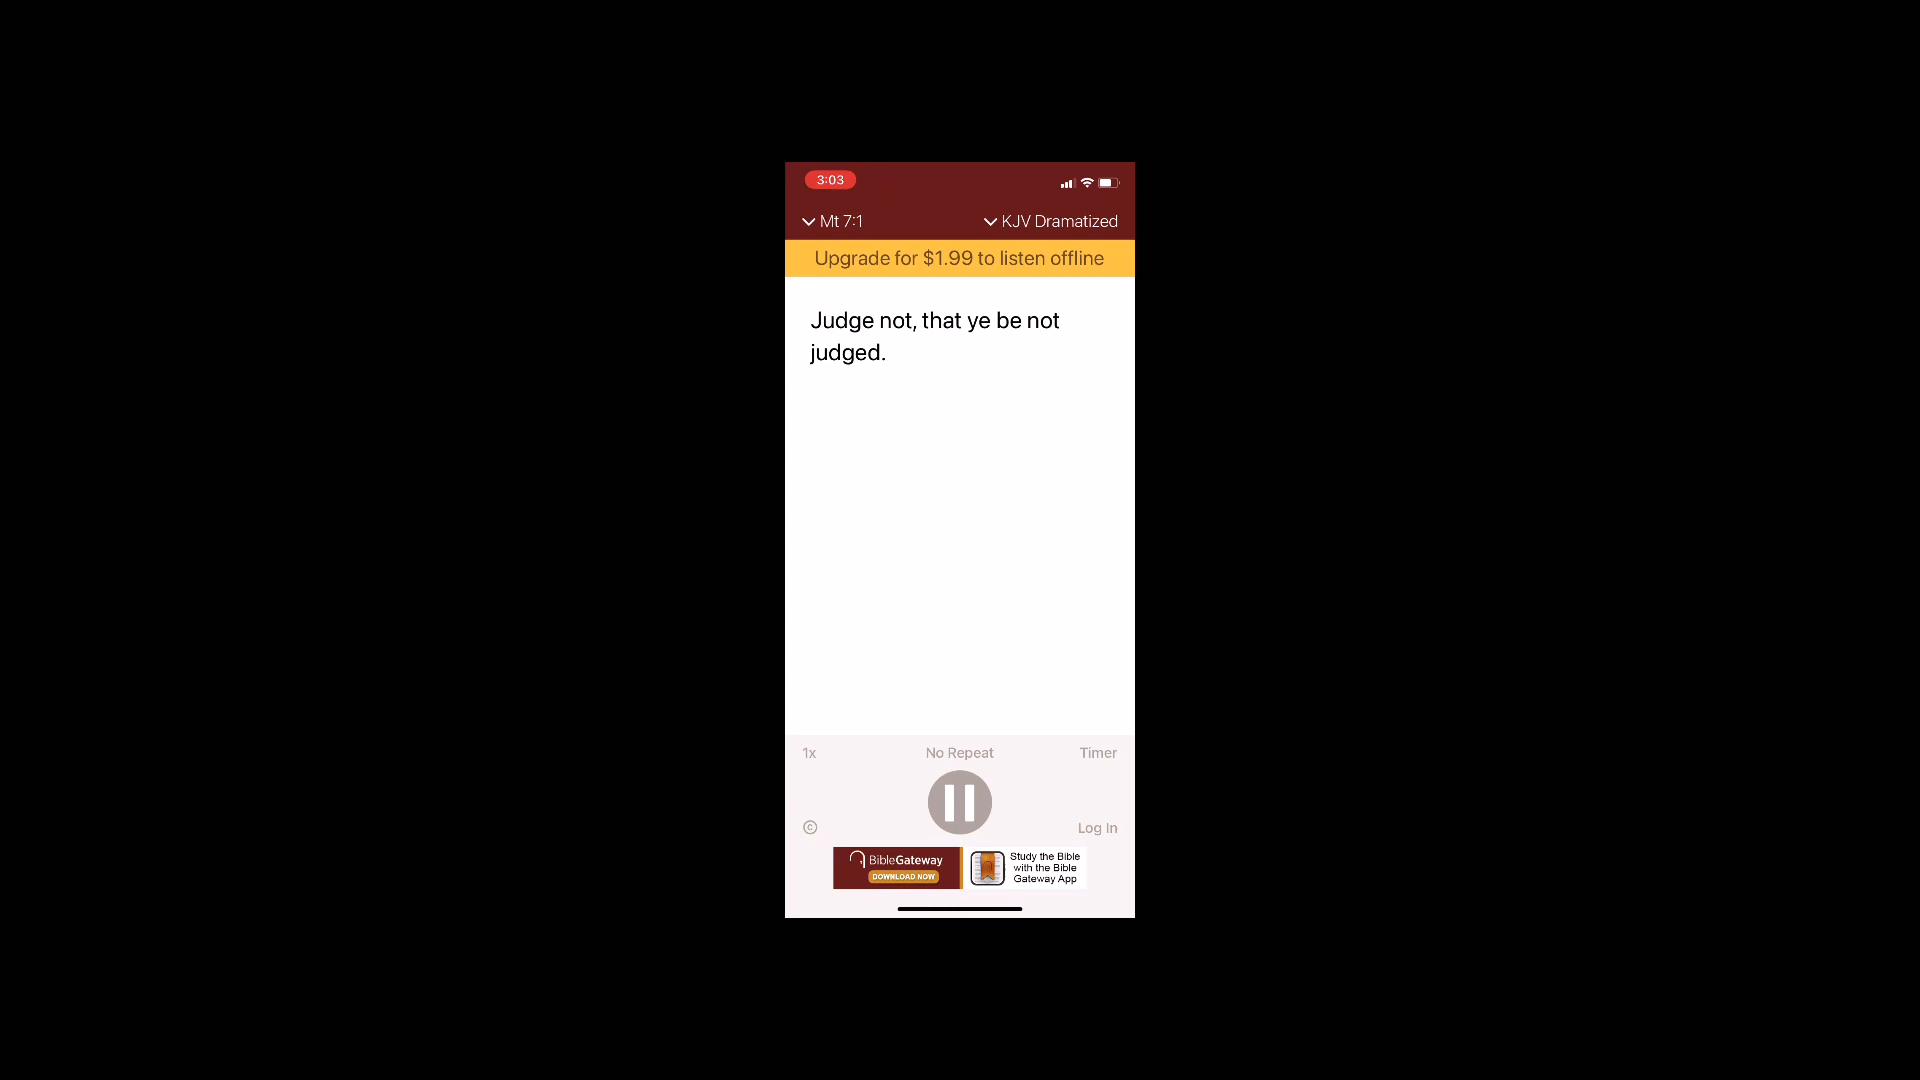 3:03
Mt 7:1
KJV Dramatized
Upgrade for $1.99 to listen offline
Judge not, that ye be not
judged.
1x
No Repeat
Timer
©
Log In
BibleGateway
DOWNLOAD NOW
Study the Bible
with the Bible
Gateway App